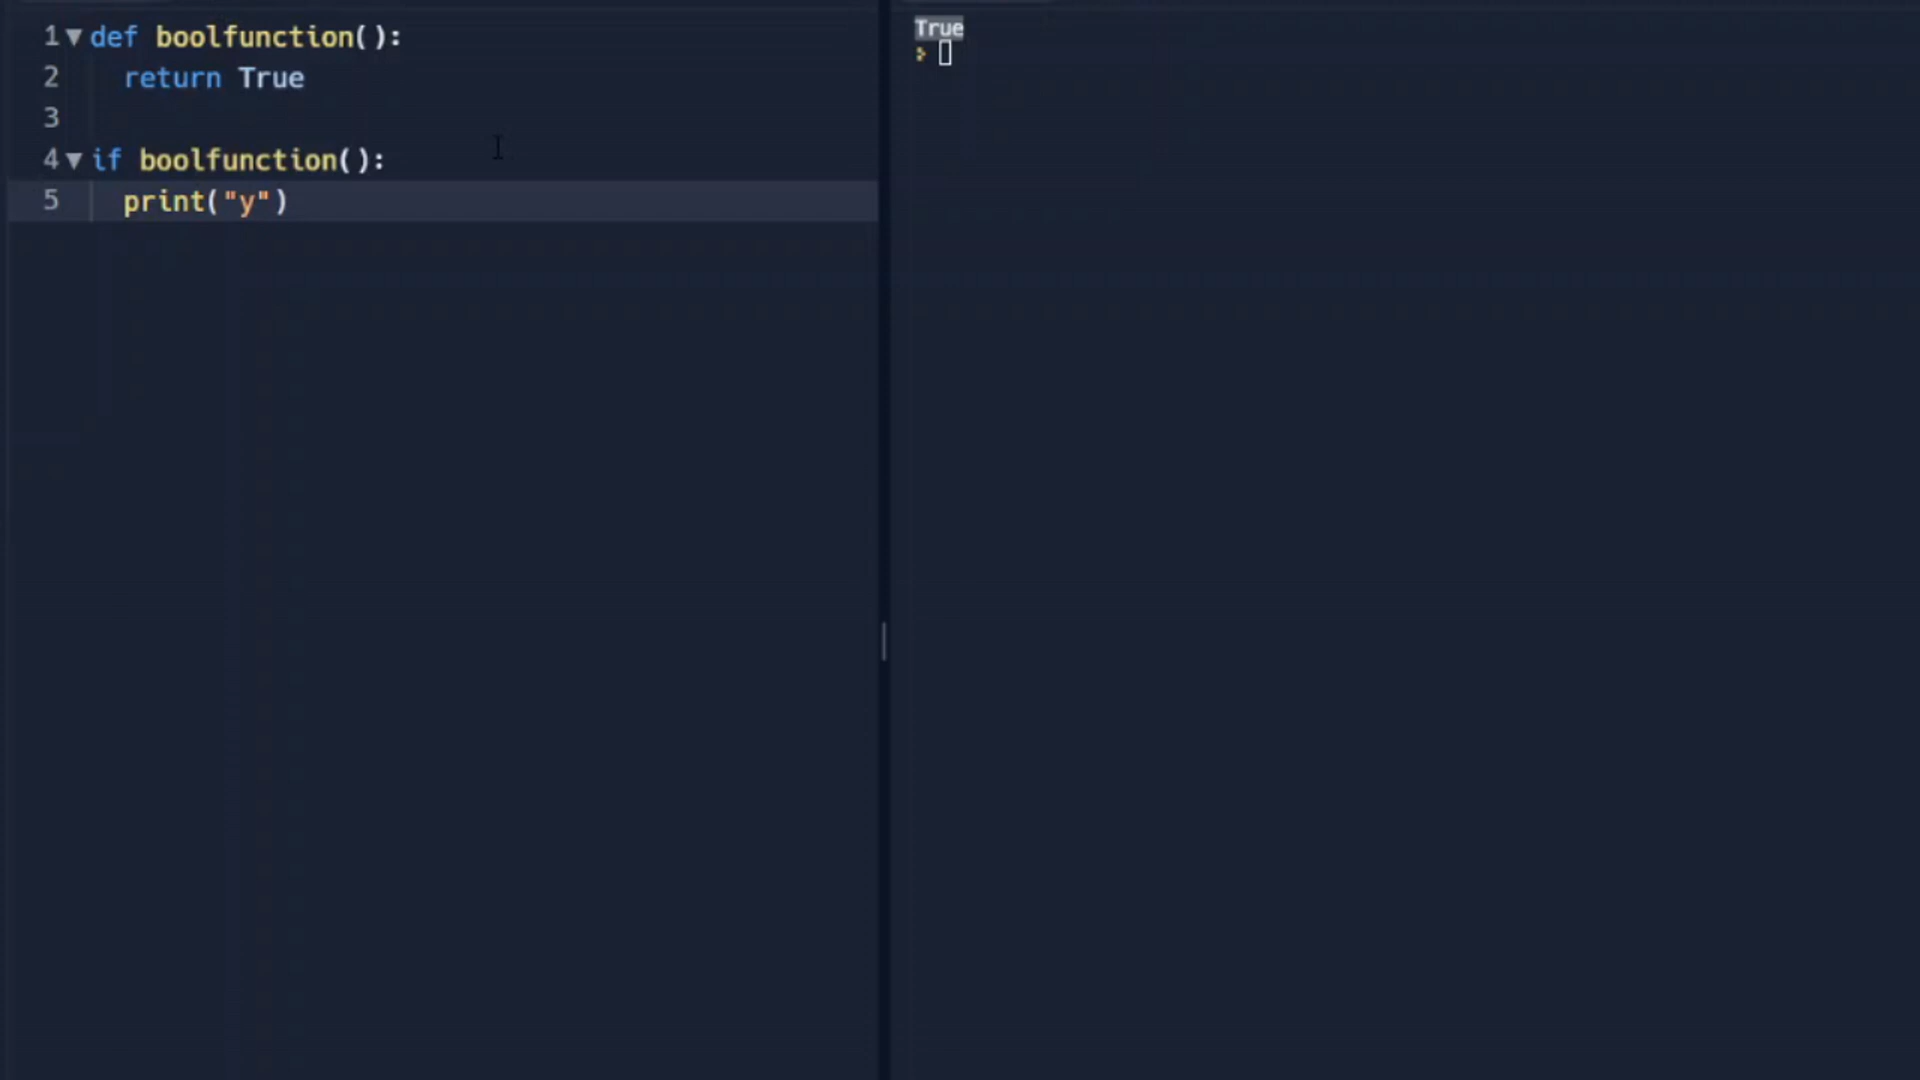 1 def boolfunction():
2 return True
3
4 if boolfunction():
5 print("y")
True